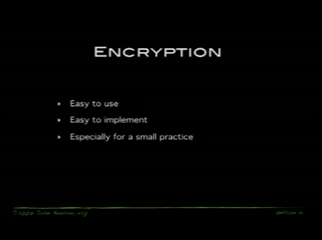 ENCRYPTION
Easy to use
Easy to implement
Especially for a small practice